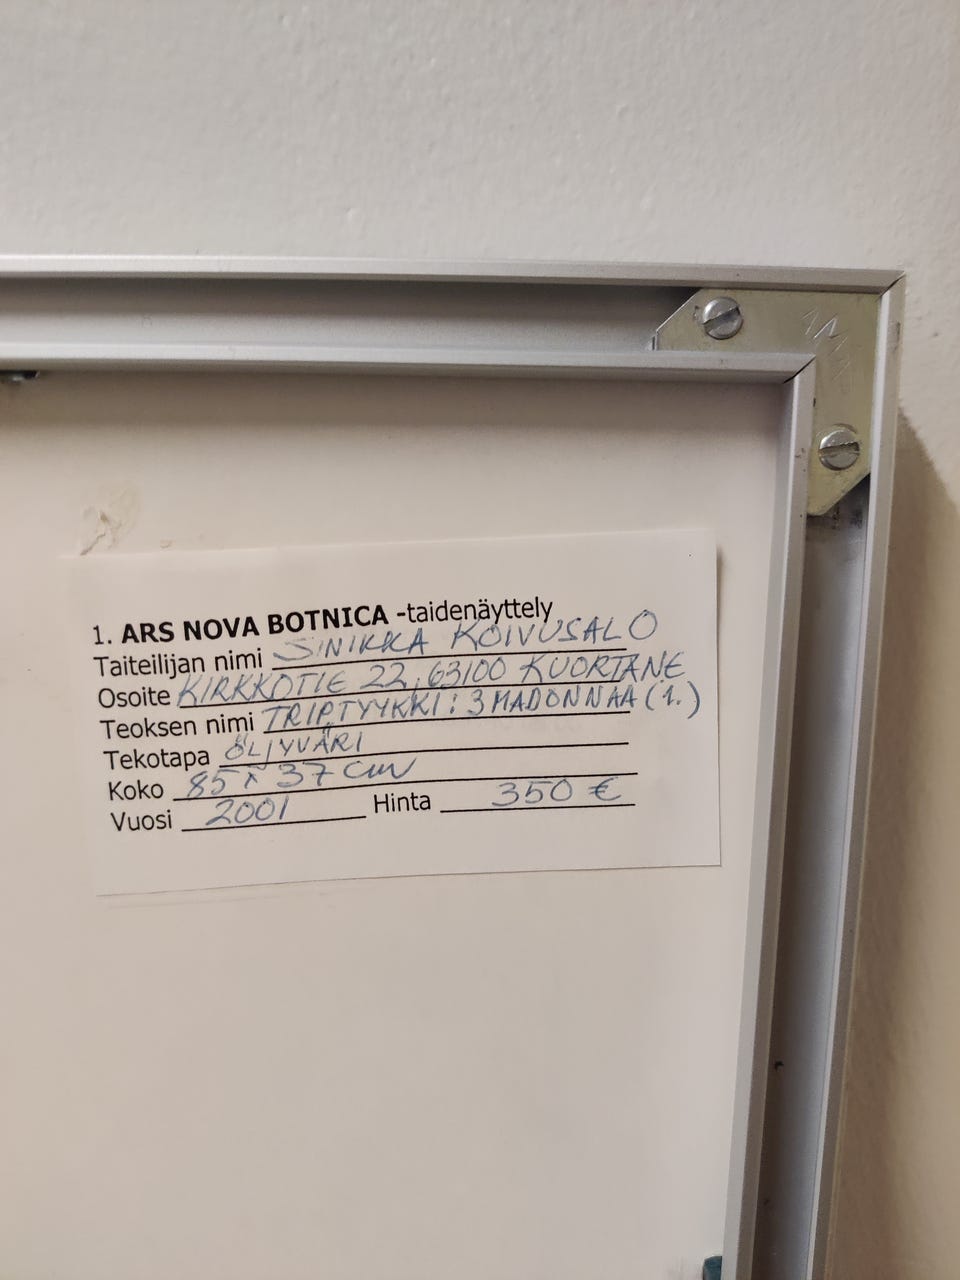 1. ARS NOVA BOTNICA -taidenäyttely
Taiteilijan nimi SINIKKA KOIVUSALO
Osoite KIRKKOTIE 22, 63100 KUORTANE
Teoksen nimi TRIPTYYKKI: 3 MADONNAA (1.)
Tekotapa ÖLJYVÄRI
Koko 85 x 37 cm
Vuosi 2001 Hinta 350 €